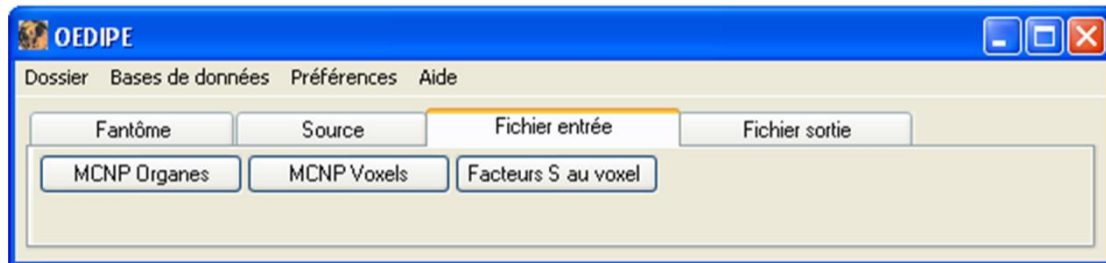 OEDIPE
Dossier Bases de données Préférences Aide
Fantôme Source Fichier entrée Fichier sortie
MCNP Organes MCNP Voxels Facteurs S au voxel